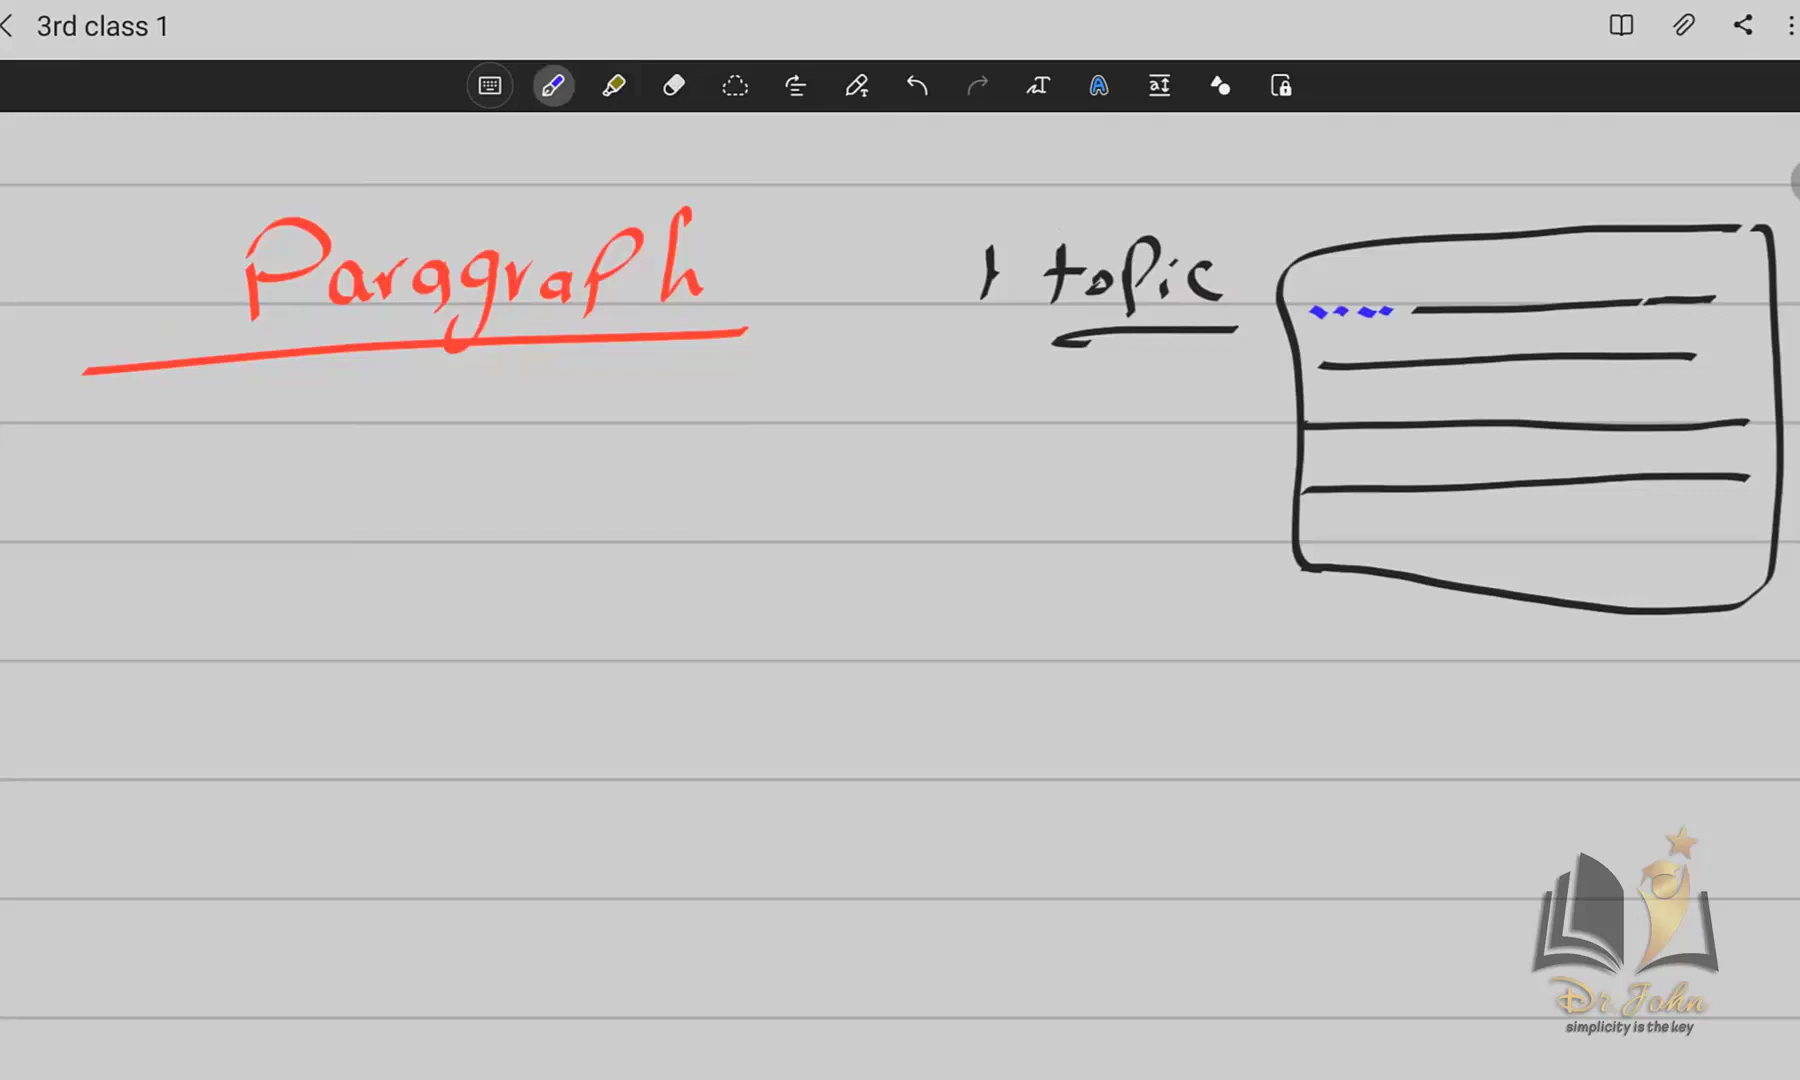 3rd class 1
Paragraph
1 topic
Dr. John
simplicity is the key